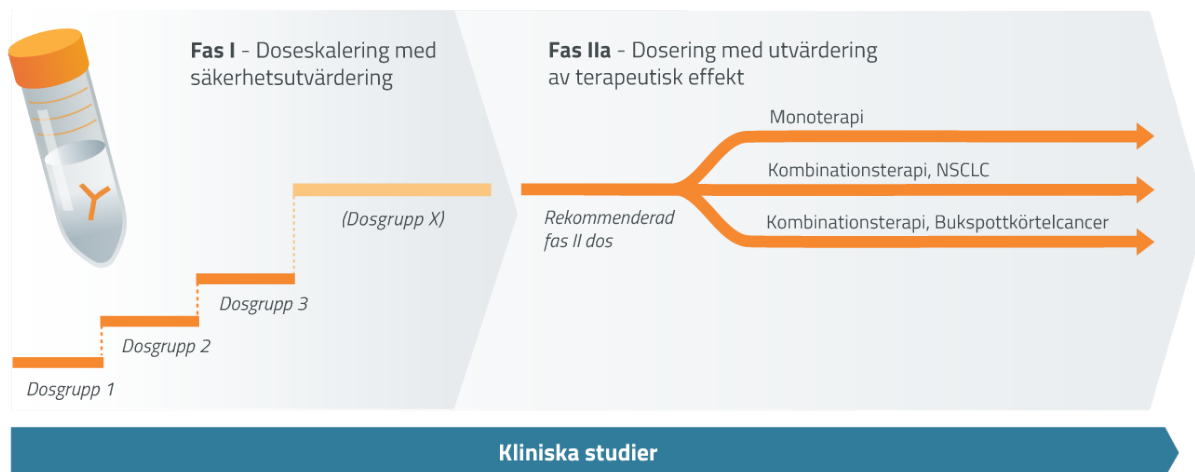 Fas I - Doseskalering med
säkerhetsutvärdering
Fas IIa - Dosering med utvärdering
av terapeutisk effekt
Monoterapi
Kombinationsterapi, NSCLC
Kombinationsterapi, Bukspottkörtelcancer
Rekommenderad
fas II dos
(Dosgrupp X)
Dosgrupp 3
Dosgrupp 2
Dosgrupp 1
Kliniska studier